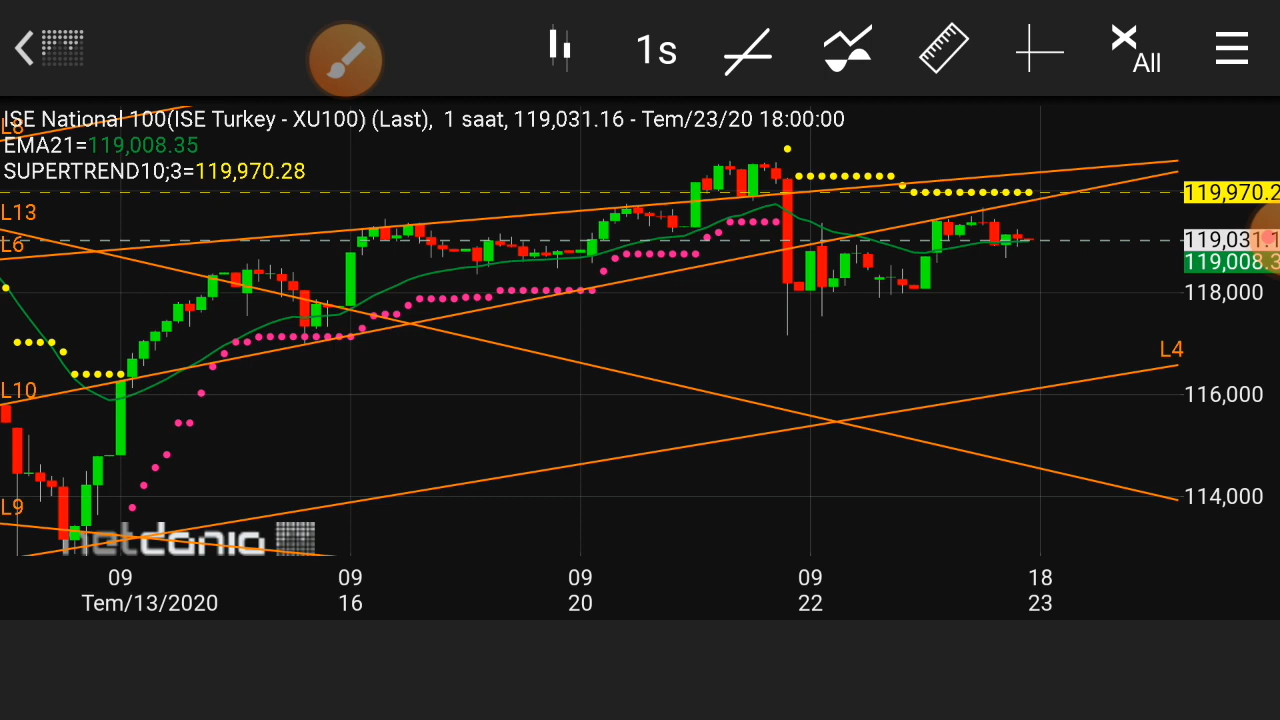 1s
All
ISE National 100(ISE Turkey - XU100) (Last), 1 saat, 119,031.16 - Tem/23/20 18:00:00
L8
EMA21=119,008.35
SUPERTREND10;3=119,970.28
119,970.2
L13
L6
119,031.1
119,008.3
118,000
L4
L10
116,000
114,000
L9
netdania
09 09 09 09 18
Tem/13/2020 16 20 22 23